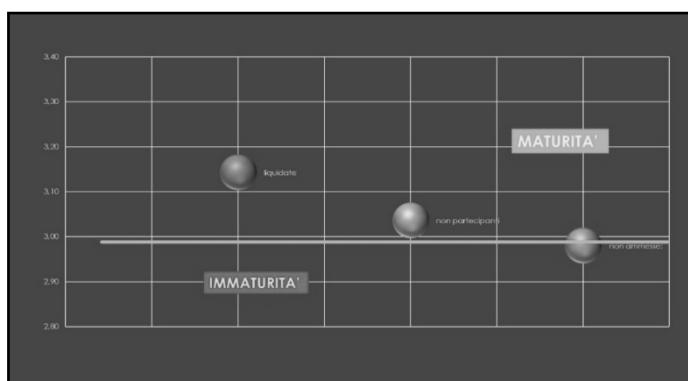 3,40
3,30
3,20
MATURITA'
3,10
liquidate
non partecipanti
3,00
non ammesse;
2,90
IMMATURITA'
2,80